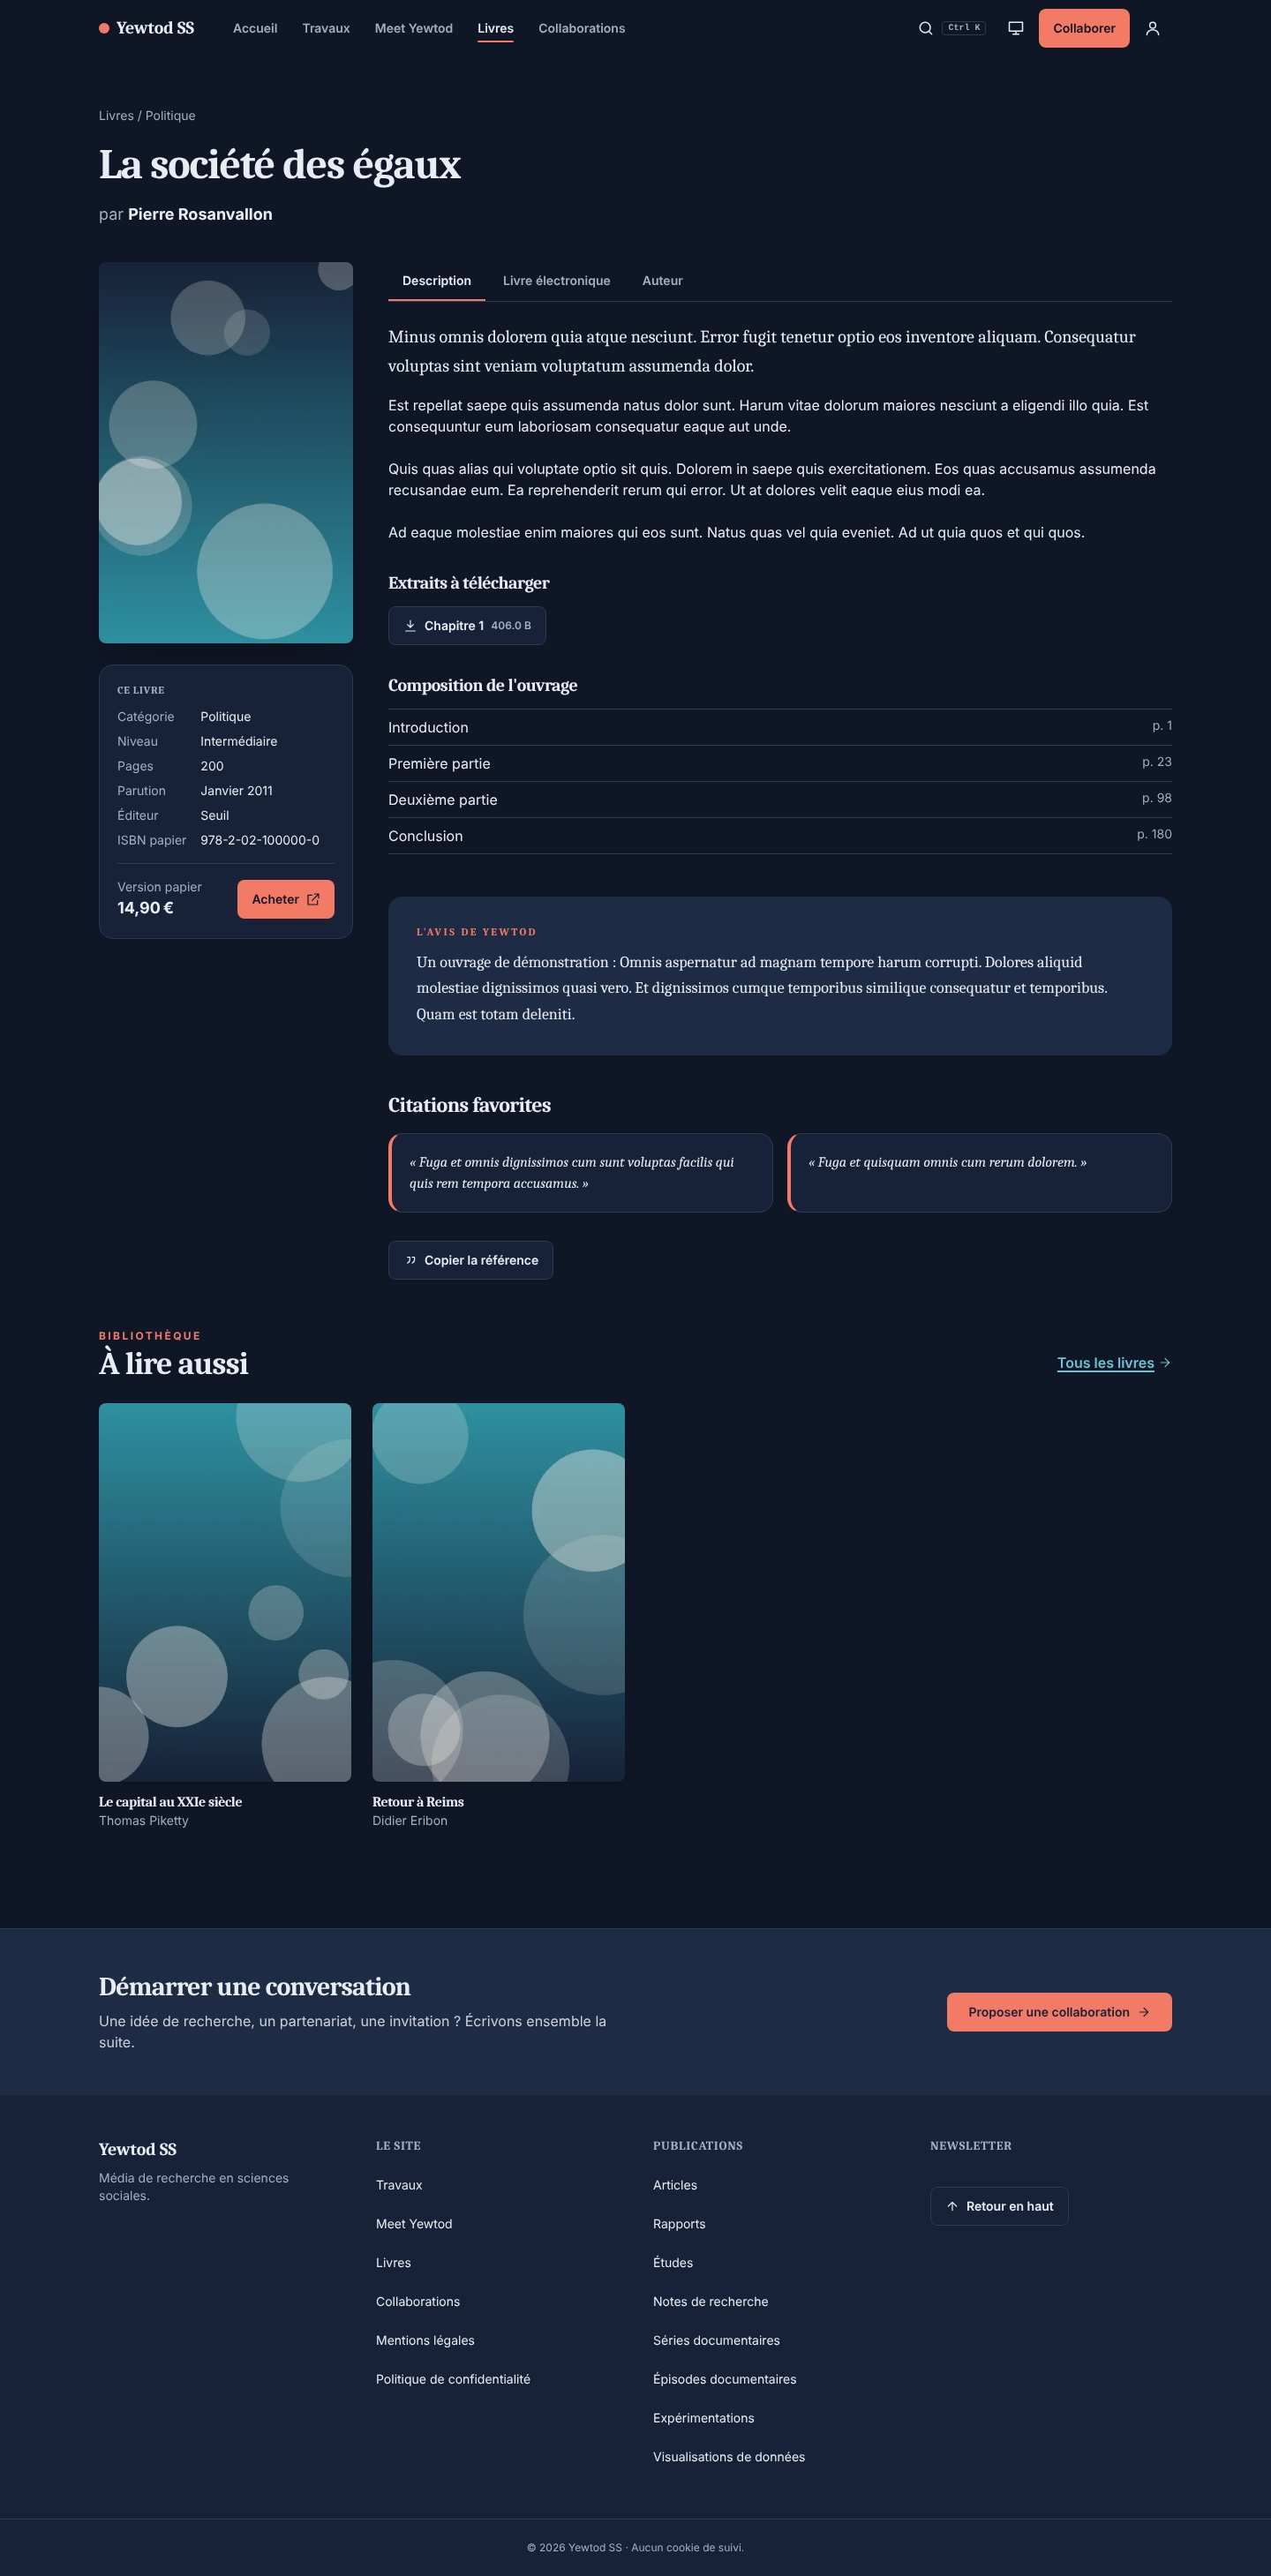 Yewtod SS
Accueil
Travaux
Meet Yewtod
Livres
Collaborations
Ctrl K
Collaborer
Livres / Politique
La société des égaux
par Pierre Rosanvallon
Description
Livre électronique
Auteur
Minus omnis dolorem quia atque nesciunt. Error fugit tenetur optio eos inventore aliquam. Consequatur
voluptas sint veniam voluptatum assumenda dolor.
Est repellat saepe quis assumenda natus dolor sunt. Harum vitae dolorum maiores nesciunt a eligendi illo quia. Est
consequuntur eum laboriosam consequatur eaque aut unde.
Quis quas alias qui voluptate optio sit quis. Dolorem in saepe quis exercitationem. Eos quas accusamus assumenda
recusandae eum. Ea reprehenderit rerum qui error. Ut at dolores velit eaque eius modi ea.
Ad eaque molestiae enim maiores qui eos sunt. Natus quas vel quia eveniet. Ad ut quia quos et qui quos.
Extraits à télécharger
Chapitre 1 406.0 B
Composition de l'ouvrage
Introduction p. 1
Première partie p. 23
Deuxième partie p. 98
Conclusion p. 180
CE LIVRE
Catégorie Politique
Niveau Intermédiaire
Pages 200
Parution Janvier 2011
Éditeur Seuil
ISBN papier 978-2-02-100000-0
Version papier
14,90 €
Acheter
L'AVIS DE YEWTOD
Un ouvrage de démonstration : Omnis aspernatur ad magnam tempore harum corrupti. Dolores aliquid
molestiae dignissimos quasi vero. Et dignissimos cumque temporibus similique consequatur et temporibus.
Quam est totam deleniti.
Citations favorites
« Fuga et omnis dignissimos cum sunt voluptas facilis qui
quis rem tempora accusamus. »
« Fuga et quisquam omnis cum rerum dolorem. »
Copier la référence
BIBLIOTHÈQUE
À lire aussi
Tous les livres
Le capital au XXIe siècle
Thomas Piketty
Retour à Reims
Didier Eribon
Démarrer une conversation
Une idée de recherche, un partenariat, une invitation ? Écrivons ensemble la
suite.
Proposer une collaboration
Yewtod SS
Média de recherche en sciences
sociales.
LE SITE
Travaux
Meet Yewtod
Livres
Collaborations
Mentions légales
Politique de confidentialité
PUBLICATIONS
Articles
Rapports
Études
Notes de recherche
Séries documentaires
Épisodes documentaires
Expérimentations
Visualisations de données
NEWSLETTER
Retour en haut
© 2026 Yewtod SS · Aucun cookie de suivi.